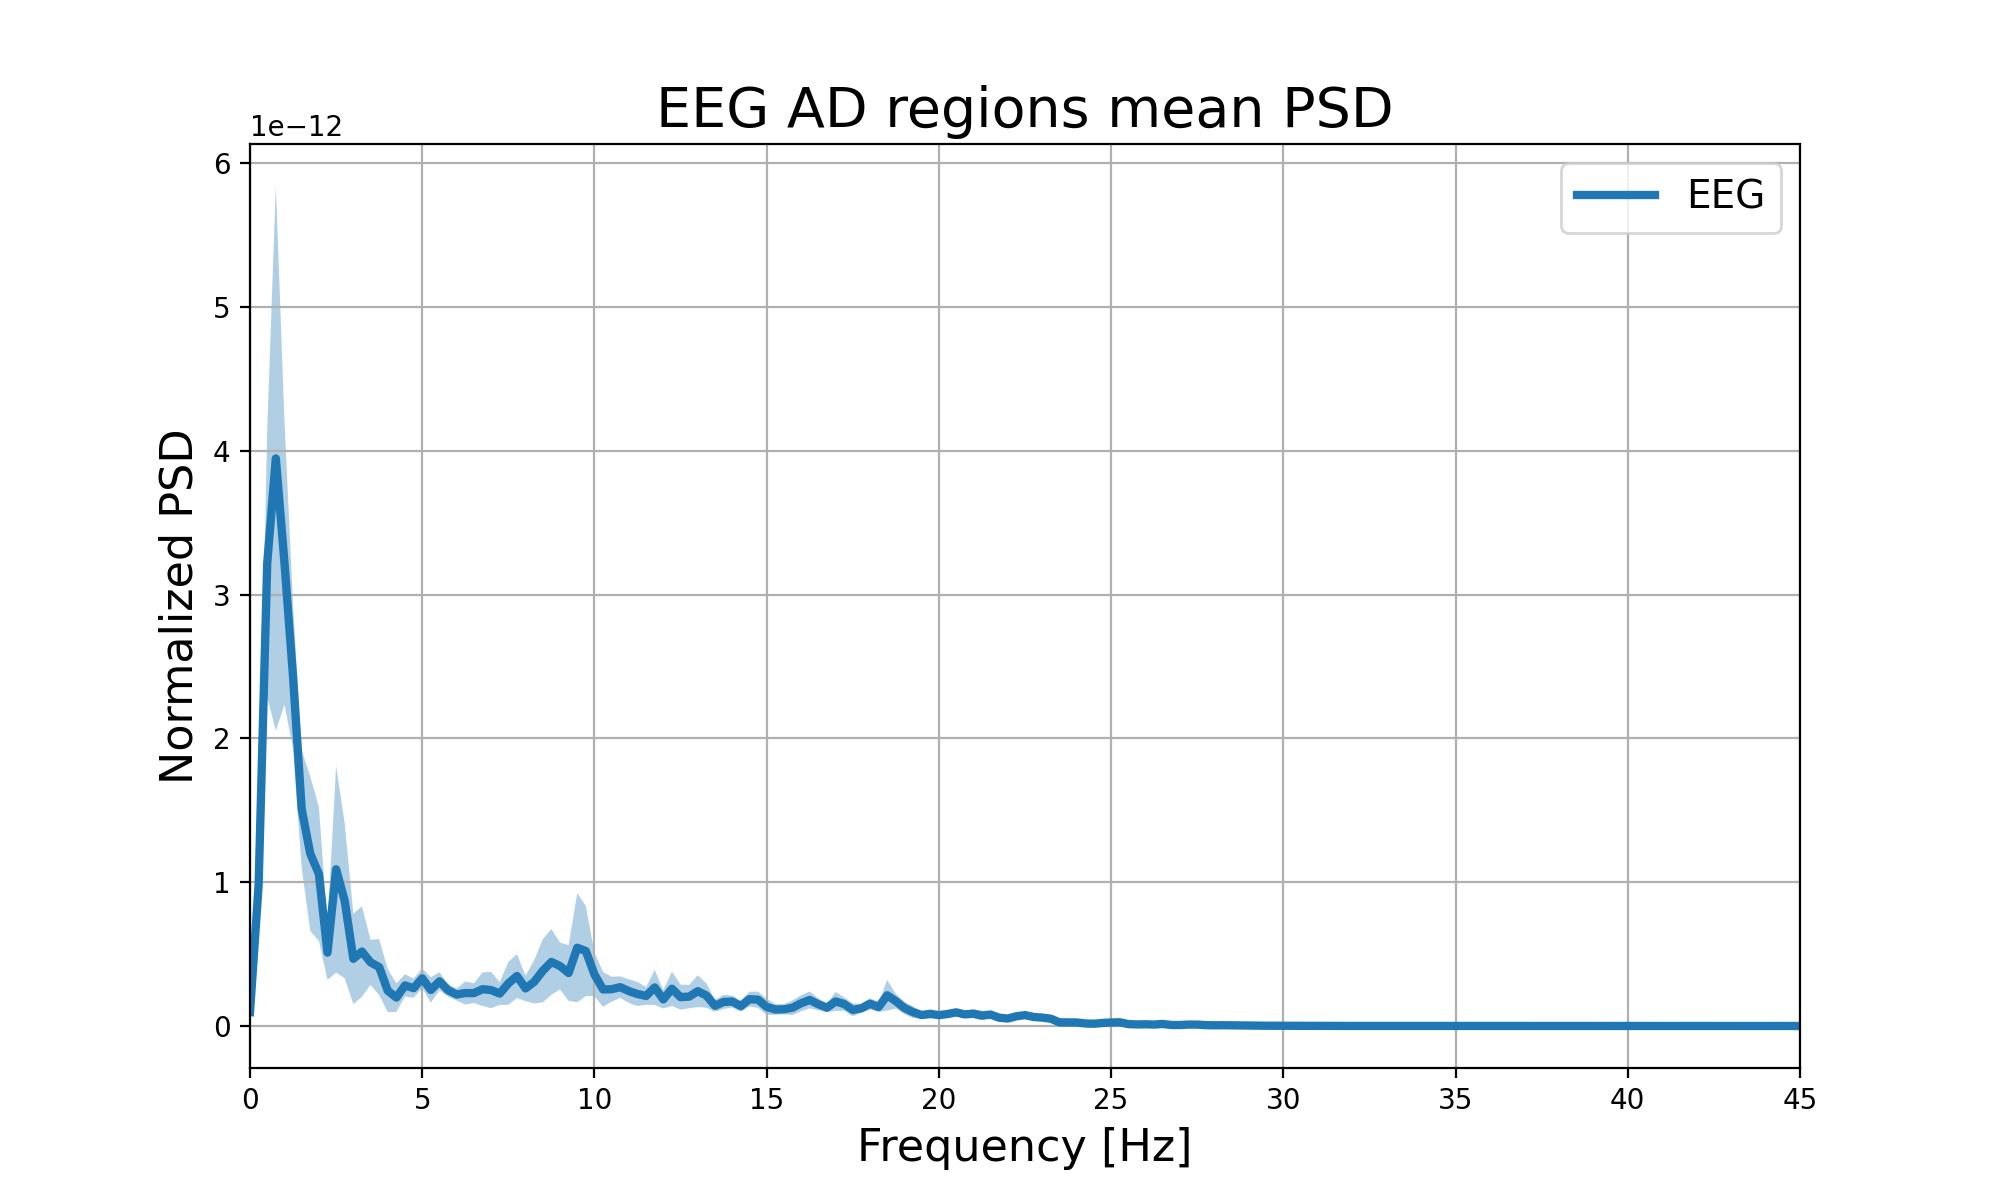 EEG AD regions mean PSD
1e−12
EEG
6
5
4
3
2
1
0
Normalized PSD
0 5 10 15 20 25 30 35 40 45
Frequency [Hz]